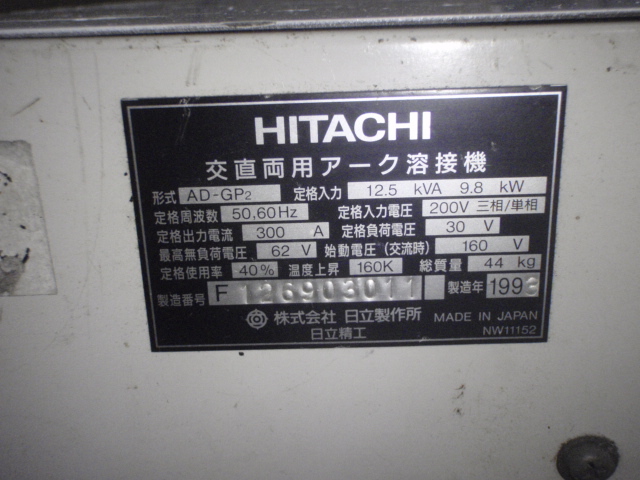 HITACHI
交直両用アーク溶接機
形式 AD-GP2 定格入力 12.5 kVA 9.8 kW
定格周波数 50,60Hz 定格入力電圧 200V 三相/単相
定格出力電流 300 A 定格負荷電圧 30 V
最高無負荷電圧 62 V 始動電圧(交流時) 160 V
定格使用率 40% 温度上昇 160K 総質量 44 kg
製造番号 F 126903011 製造年 1993
株式会社 日立製作所 MADE IN JAPAN
日立精工 NW11152